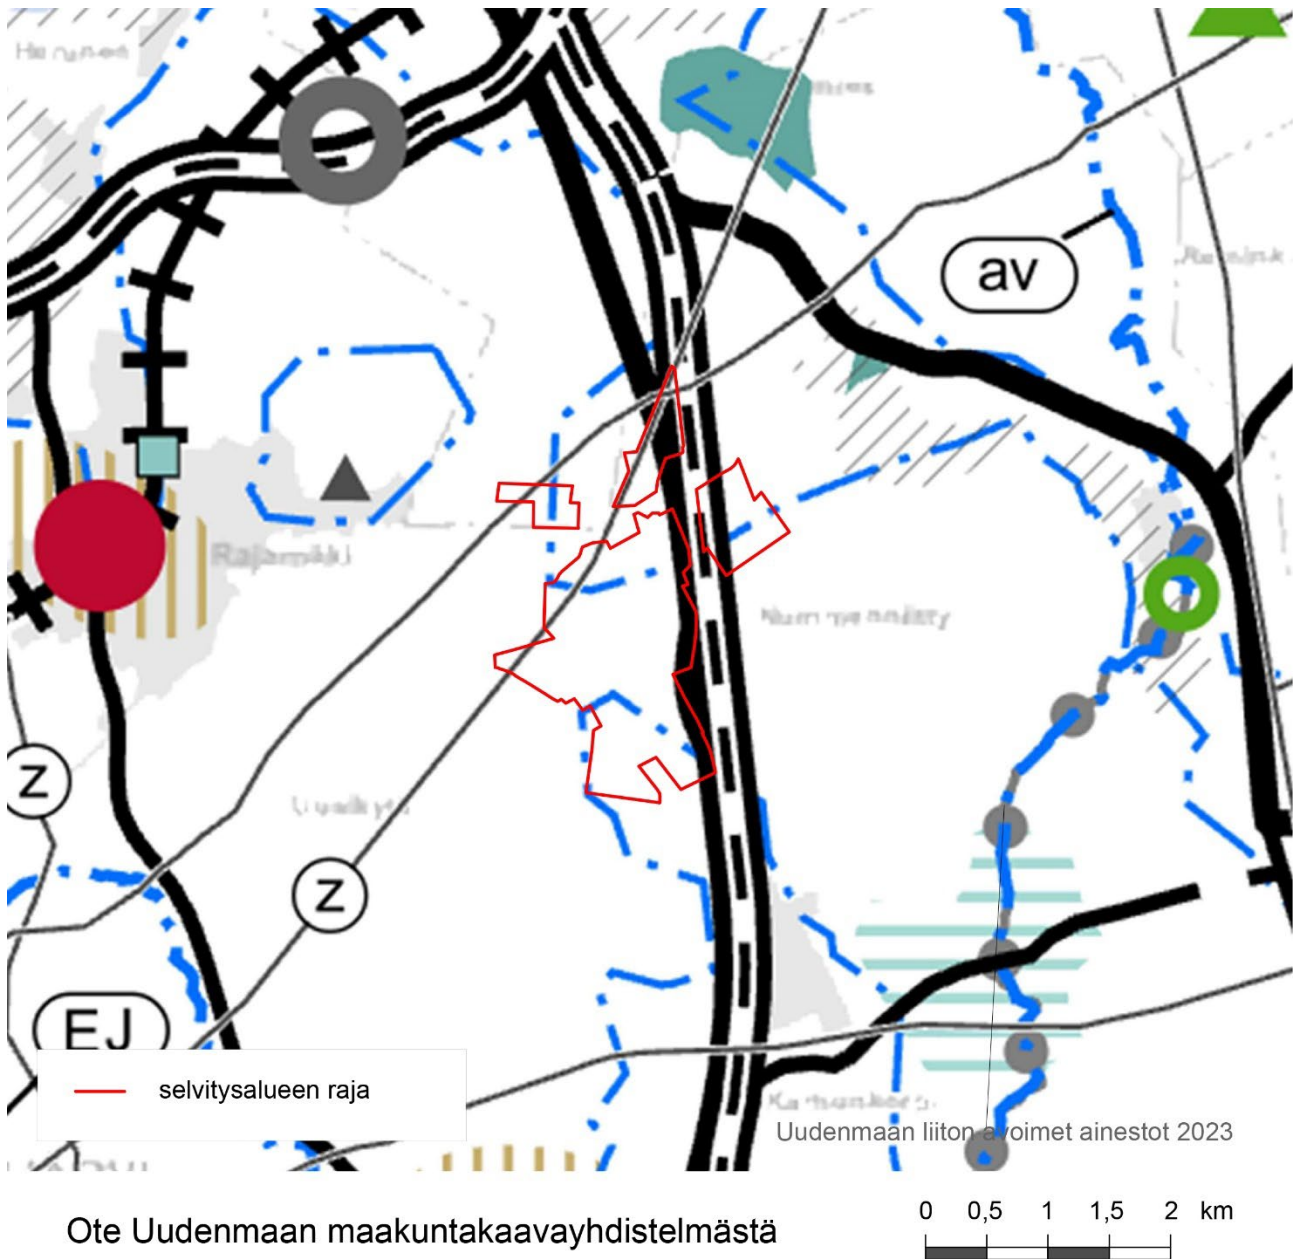 av
Rajamäki
Z
Z
EJ
selvitysalueen raja
Uudenmaan liiton avoimet ainestot 2023
Ote Uudenmaan maakuntakaavayhdistelmästä
0 0,5 1 1,5 2 km